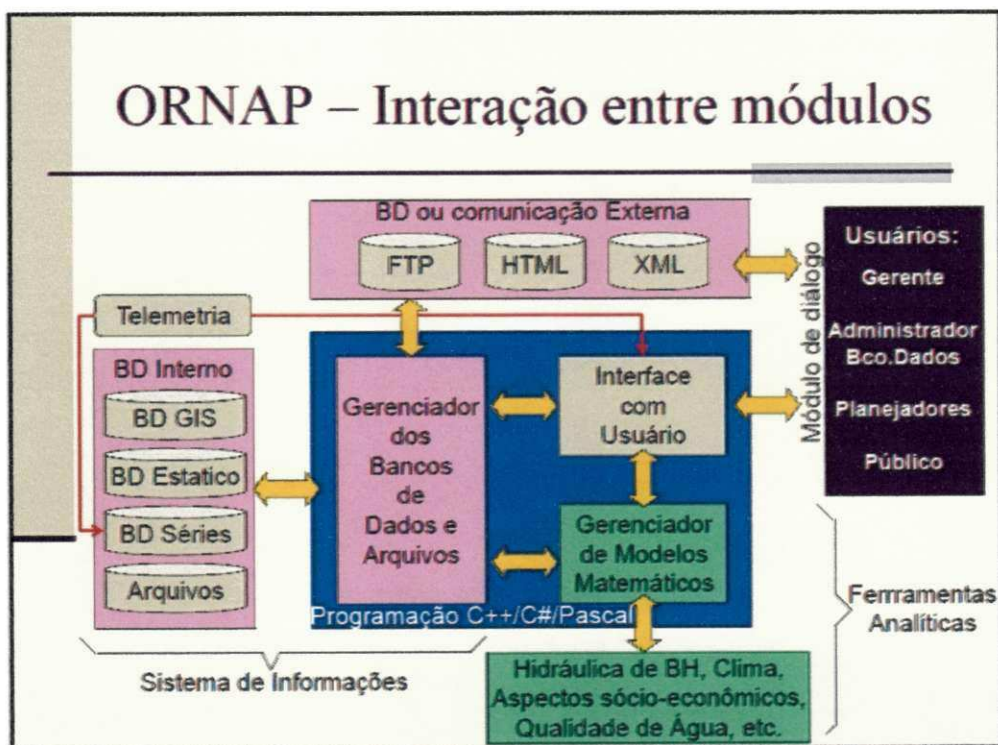 ORNAP – Interação entre módulos
BD ou comunicação Externa
FTP
HTML
XML
Usuários:
Gerente
Administrador
Bco.Dados
Planejadores
Público
Módulo de diálogo
Telemetria
BD Interno
BD GIS
BD Estatico
BD Séries
Arquivos
Gerenciador
dos
Bancos
de
Dados e
Arquivos
Interface
com
Usuário
Gerenciador
de Modelos
Matemáticos
Programação C++/C#/Pascal
Ferrramentas
Analíticas
Sistema de Informações
Hidráulica de BH, Clima,
Aspectos sócio-econômicos,
Qualidade de Água, etc.